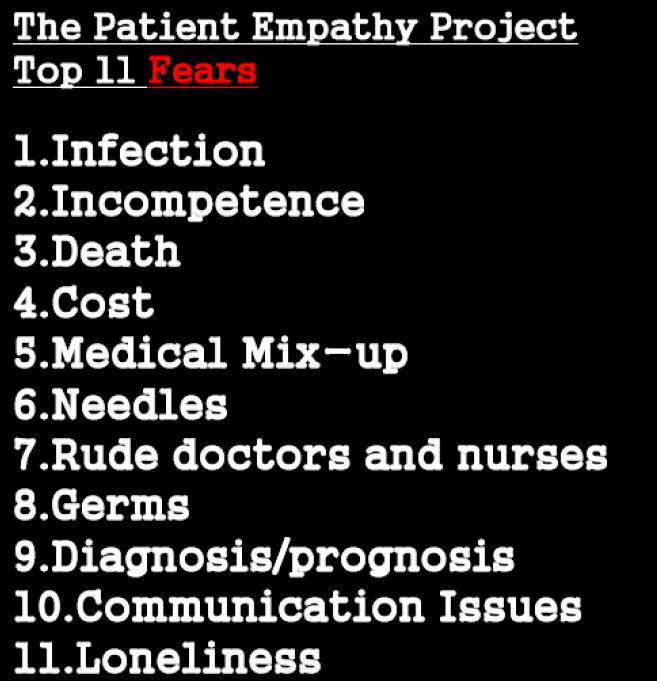 The Patient Empathy Project
Top 11 Fears
1.Infection
2.Incompetence
3.Death
4.Cost
5.Medical Mix-up
6.Needles
7.Rude doctors and nurses
8.Germs
9.Diagnosis/prognosis
10.Communication Issues
11.Loneliness